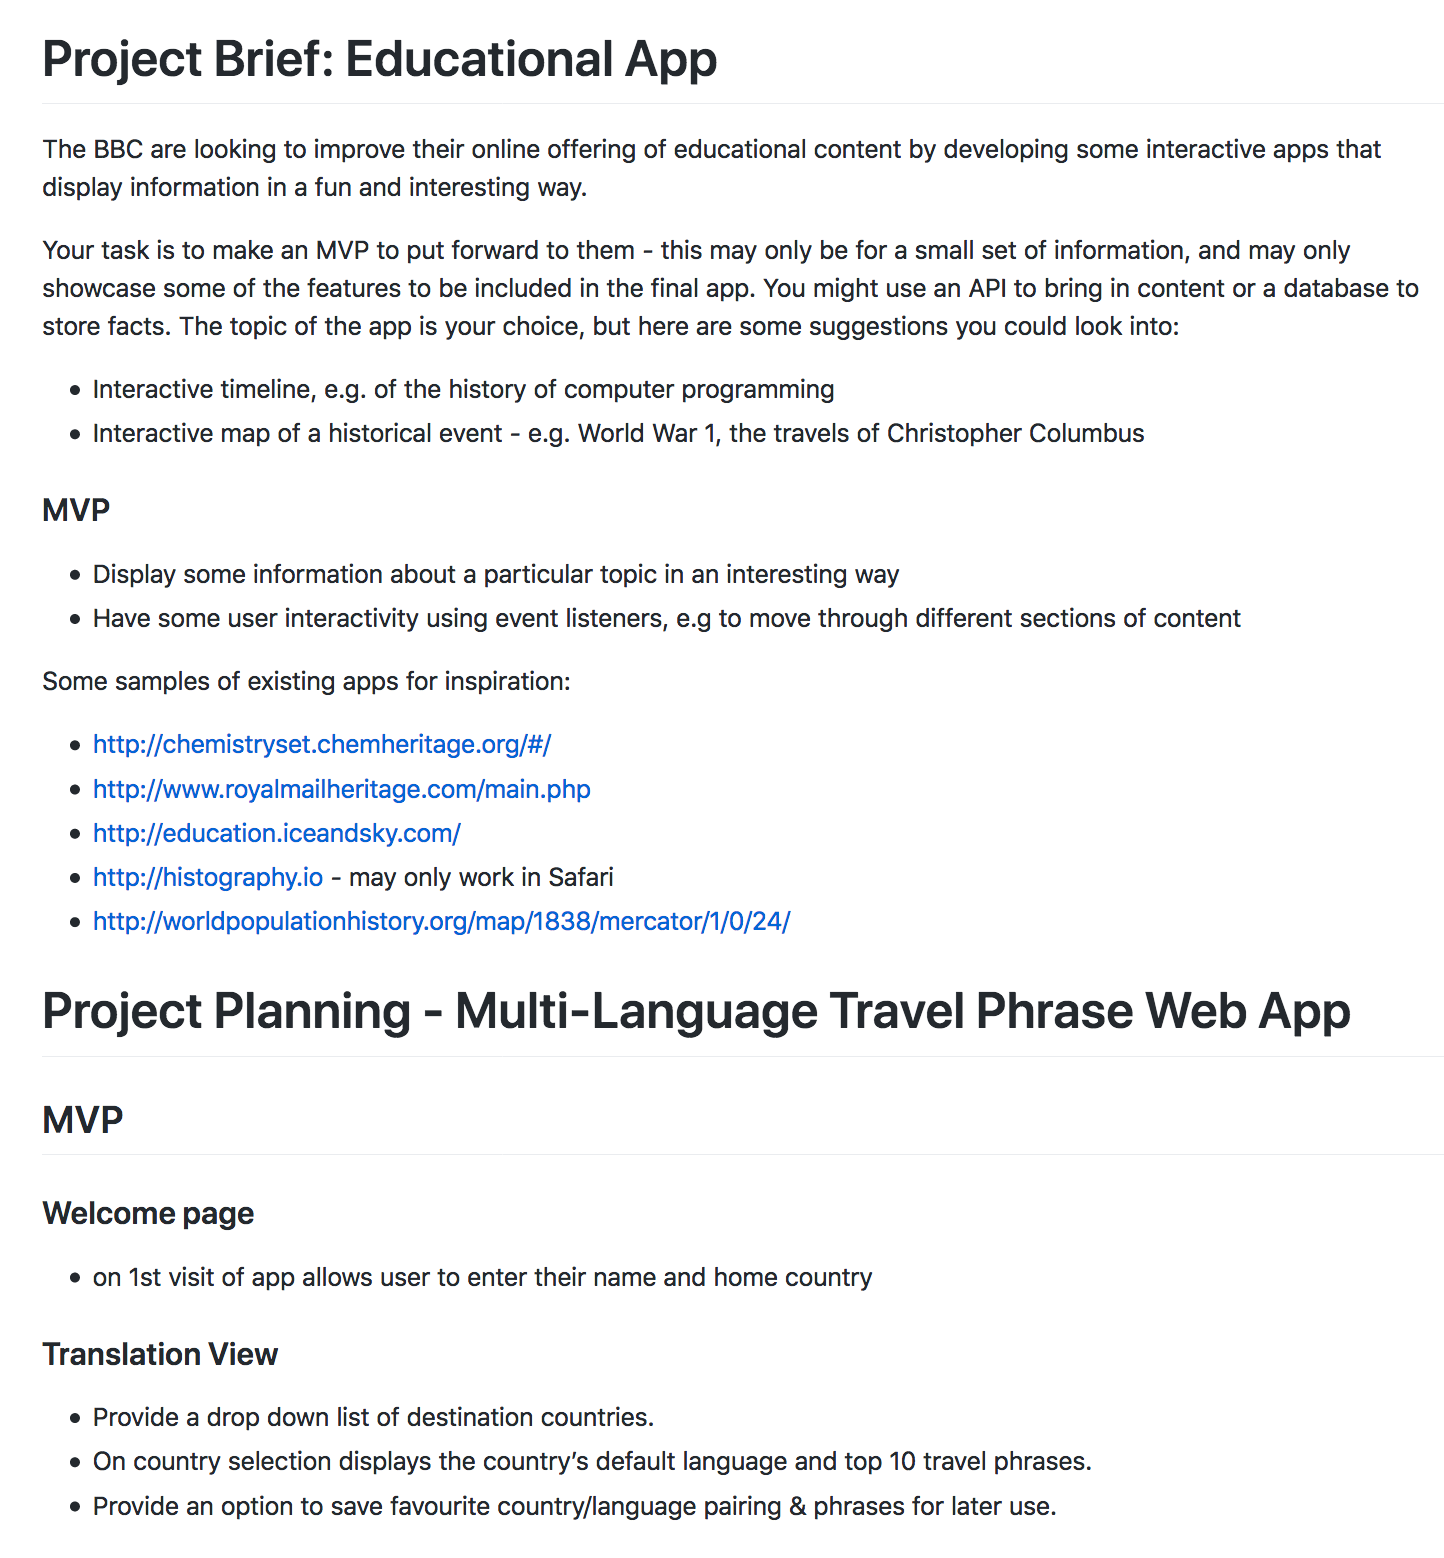 Project Brief: Educational App
The BBC are looking to improve their online offering of educational content by developing some interactive apps that
display information in a fun and interesting way.
Your task is to make an MVP to put forward to them - this may only be for a small set of information, and may only
showcase some of the features to be included in the final app. You might use an API to bring in content or a database to
store facts. The topic of the app is your choice, but here are some suggestions you could look into:
• Interactive timeline, e.g. of the history of computer programming
• Interactive map of a historical event - e.g. World War 1, the travels of Christopher Columbus
MVP
• Display some information about a particular topic in an interesting way
• Have some user interactivity using event listeners, e.g to move through different sections of content
Some samples of existing apps for inspiration:
• http://chemistryset.chemheritage.org/#/
• http://www.royalmailheritage.com/main.php
• http://education.iceandsky.com/
• http://histography.io - may only work in Safari
• http://worldpopulationhistory.org/map/1838/mercator/1/0/24/
Project Planning - Multi-Language Travel Phrase Web App
MVP
Welcome page
• on 1st visit of app allows user to enter their name and home country
Translation View
• Provide a drop down list of destination countries.
• On country selection displays the country’s default language and top 10 travel phrases.
• Provide an option to save favourite country/language pairing & phrases for later use.